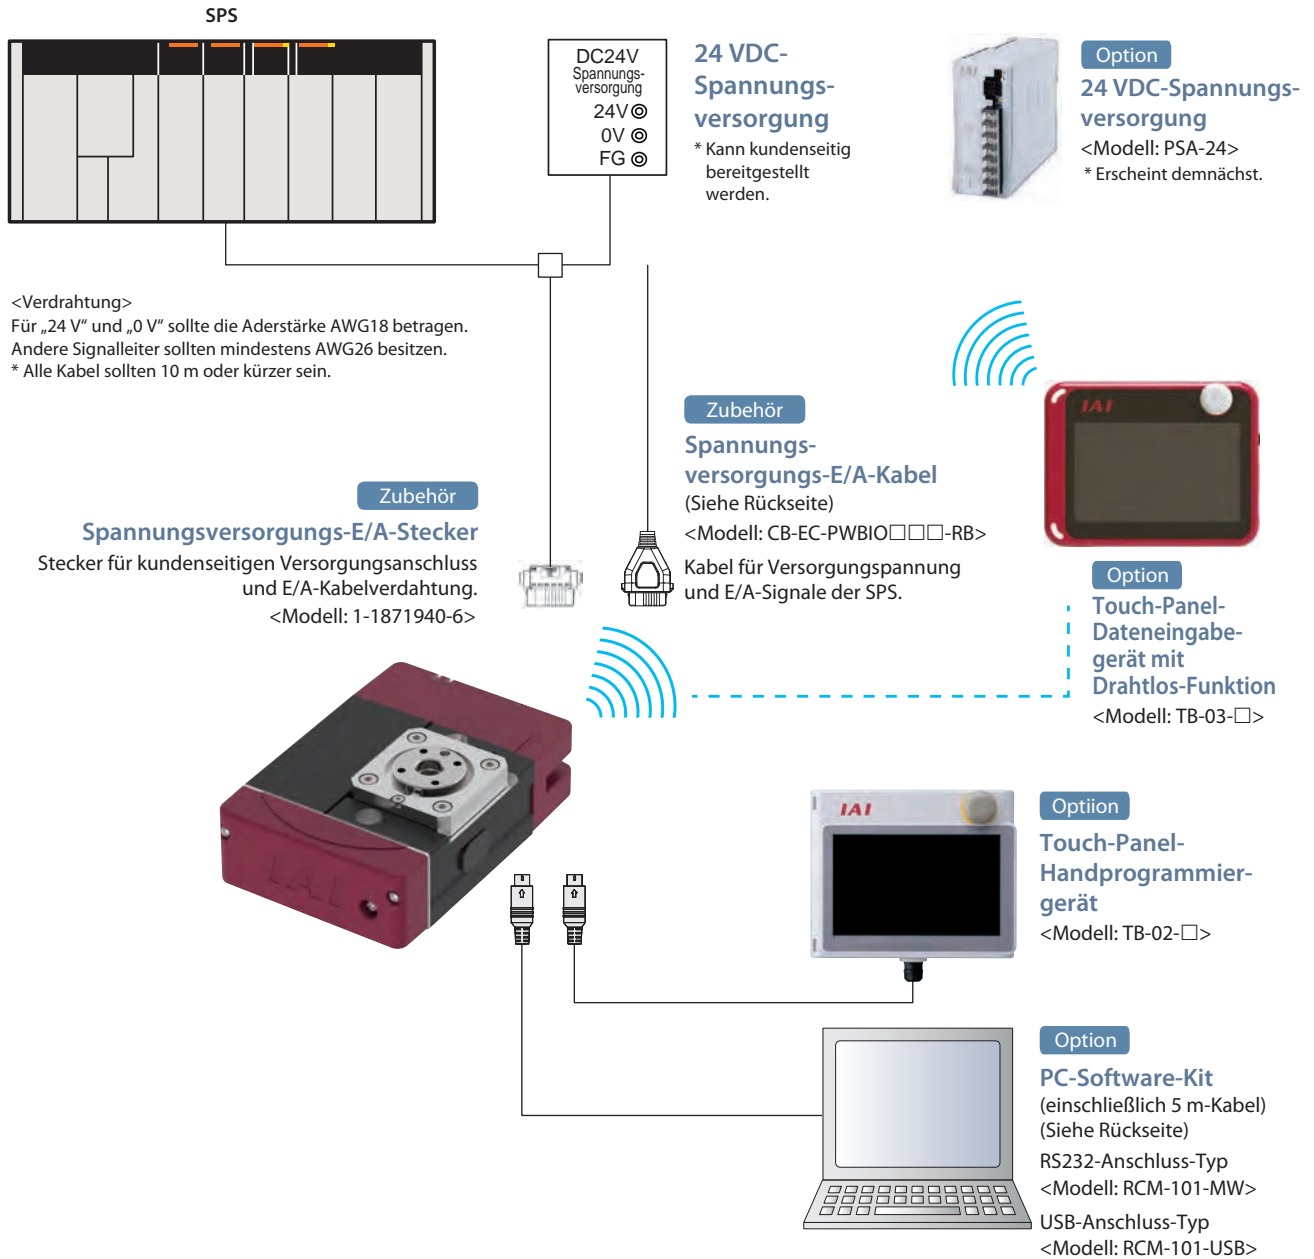 SPS
DC24V
Spannungs-
versorgung
24V
0V
FG
24 VDC-
Spannungs-
versorgung
* Kann kundenseitig
bereitgestellt
werden.
Option
24 VDC-Spannungs-
versorgung
<Modell: PSA-24>
* Erscheint demnächst.
<Verdrahtung>
Für „24 V“ und „0 V“ sollte die Aderstärke AWG18 betragen.
Andere Signalleiter sollten mindestens AWG26 besitzen.
* Alle Kabel sollten 10 m oder kürzer sein.
Zubehör
Spannungs-
versorgungs-E/A-Kabel
(Siehe Rückseite)
<Modell: CB-EC-PWBIO□□□-RB>
Kabel für Versorgungspannung
und E/A-Signale der SPS.
Zubehör
Spannungsversorgungs-E/A-Stecker
Stecker für kundenseitigen Versorgungsanschluss
und E/A-Kabelverdahtung.
<Modell: 1-1871940-6>
IAI
Option
Touch-Panel-
Dateneingabe-
gerät mit
Drahtlos-Funktion
<Modell: TB-03-□>
IAI
IAI
Optiion
Touch-Panel-
Handprogrammier-
gerät
<Modell: TB-02-□>
Option
PC-Software-Kit
(einschließlich 5 m-Kabel)
(Siehe Rückseite)
RS232-Anschluss-Typ
<Modell: RCM-101-MW>
USB-Anschluss-Typ
<Modell: RCM-101-USB>